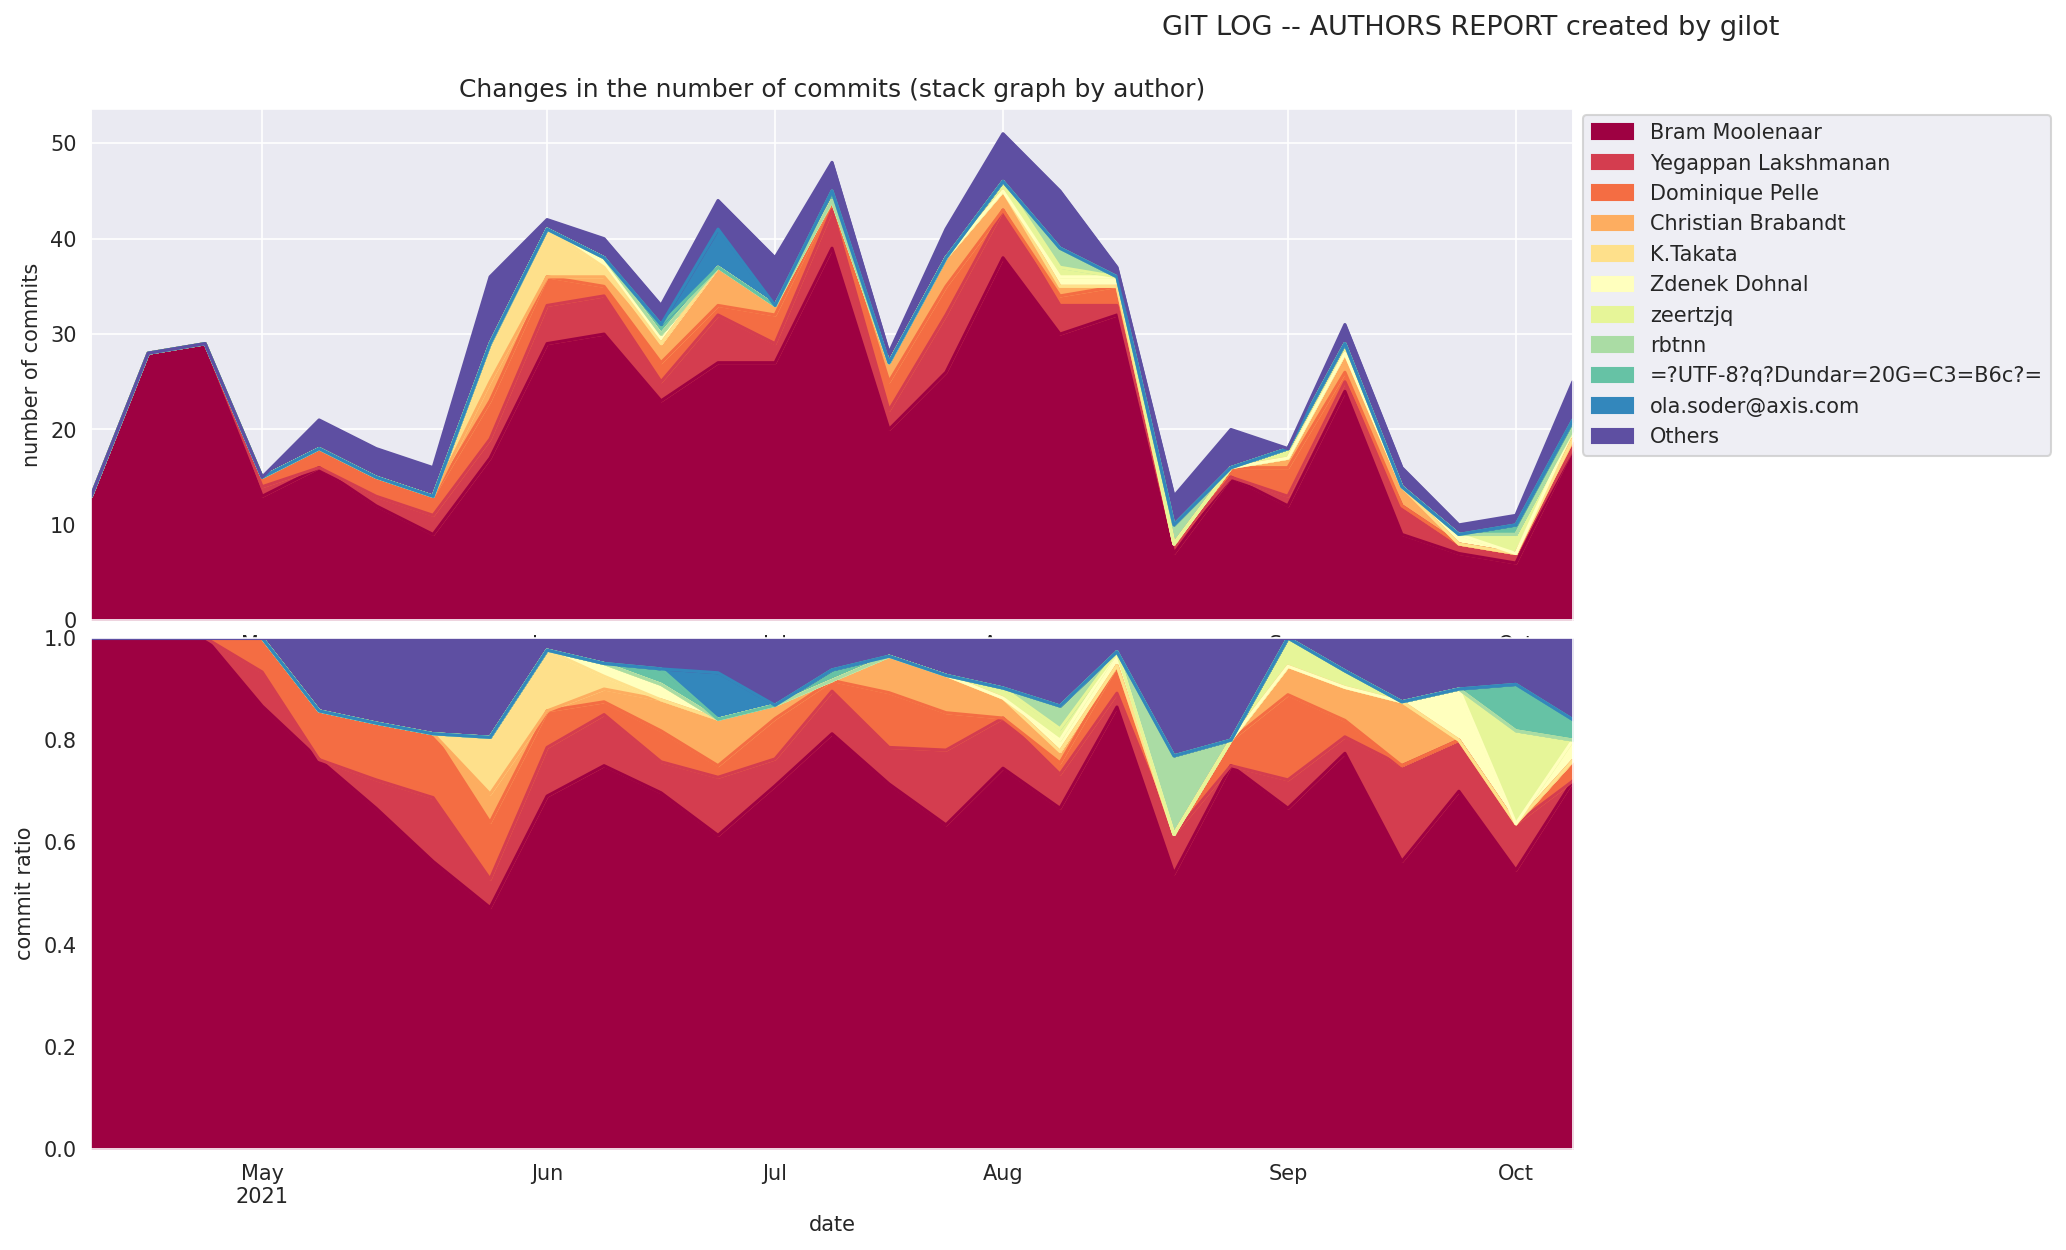 GIT LOG -- AUTHORS REPORT created by gilot
Changes in the number of commits (stack graph by author)
number of commits
50
40
30
20
10
0
Bram Moolenaar
Yegappan Lakshmanan
Dominique Pelle
Christian Brabandt
K.Takata
Zdenek Dohnal
zeertzjq
rbtnn
=?UTF-8?q?Dundar=20G=C3=B6c?=
ola.soder@axis.com
Others
commit ratio
1.0
0.8
0.6
0.4
0.2
0.0
May Jun Jul Aug Sep Oct
2021
date